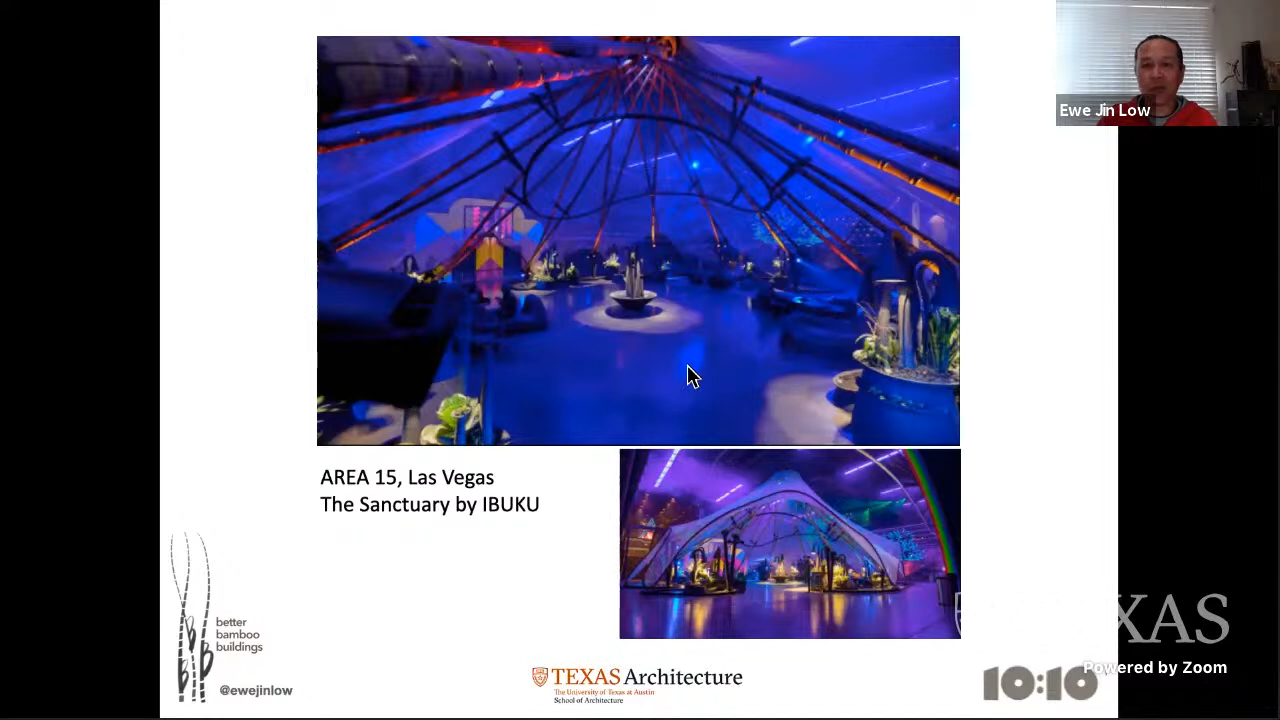 Ewe Jin Low
AREA 15, Las Vegas
The Sanctuary by IBUKU
better
bamboo
buildings
@ewejinlow
TEXAS Architecture
The University of Texas at Austin
School of Architecture
10:10
XAS
Powered by Zoom